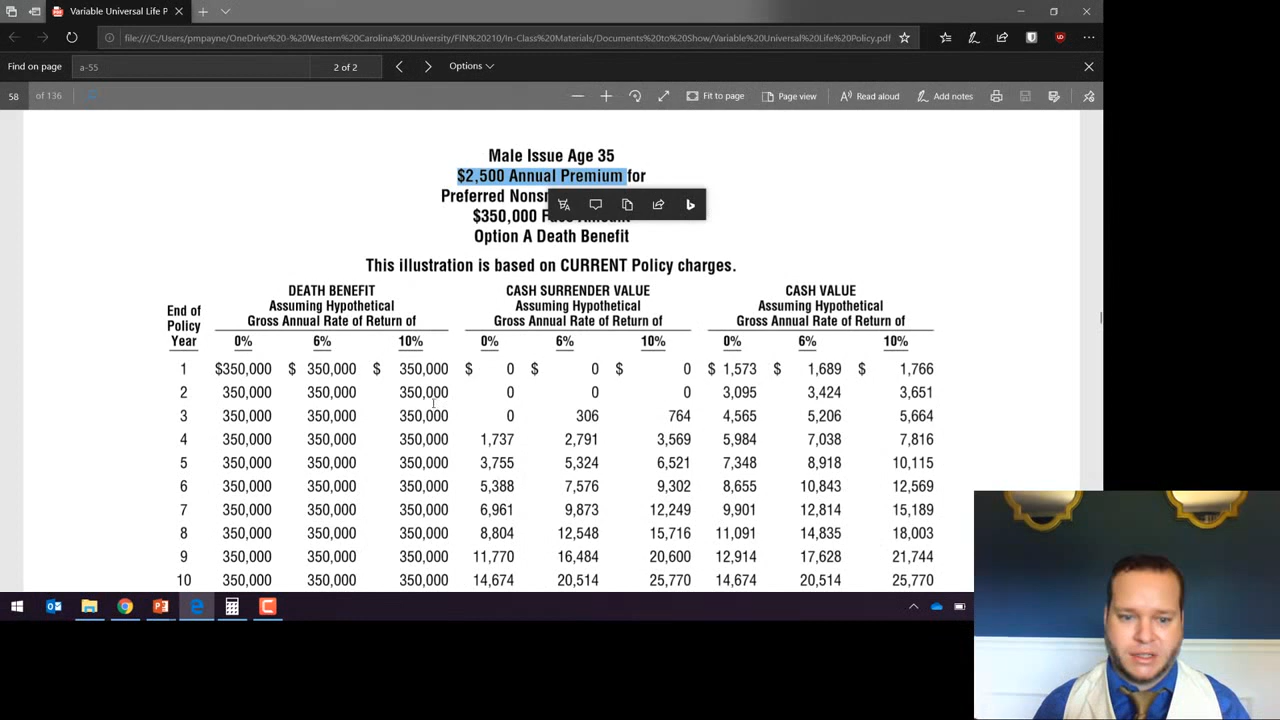 Variable Universal Life P
file:///C:/Users/pmpayne/OneDrive%20-%20Western%20Carolina%20University/FIN%20210/In-Class%20Materials/Documents%20to%20Show/Variable%20Universal%20Life%20Policy.pdf
Find on page a-55 2 of 2 Options
58 of 136 Fit to page Page view Read aloud Add notes
Male Issue Age 35
$2,500 Annual Premium for
Preferred
$350,000
Option A Death Benefit
This illustration is based on CURRENT Policy charges.
DEATH BENEFIT CASH SURRENDER VALUE CASH VALUE
End of Assuming Hypothetical Assuming Hypothetical Assuming Hypothetical
Policy Gross Annual Rate of Return of Gross Annual Rate of Return of Gross Annual Rate of Return of
Year 0% 6% 10% 0% 6% 10% 0% 6% 10%
1 $350,000 $ 350,000 $ 350,000 $ 0 $ 0 $ 0 $ 1,573 $ 1,689 $ 1,766
2 350,000 350,000 350,000 0 0 0 3,095 3,424 3,651
3 350,000 350,000 350,000 0 306 764 4,565 5,206 5,664
4 350,000 350,000 350,000 1,737 2,791 3,569 5,984 7,038 7,816
5 350,000 350,000 350,000 3,755 5,324 6,521 7,348 8,918 10,115
6 350,000 350,000 350,000 5,388 7,576 9,302 8,655 10,843 12,569
7 350,000 350,000 350,000 6,961 9,873 12,249 9,901 12,814 15,189
8 350,000 350,000 350,000 8,804 12,548 15,716 11,091 14,835 18,003
9 350,000 350,000 350,000 11,770 16,484 20,600 12,914 17,628 21,744
10 350,000 350,000 350,000 14,674 20,514 25,770 14,674 20,514 25,770